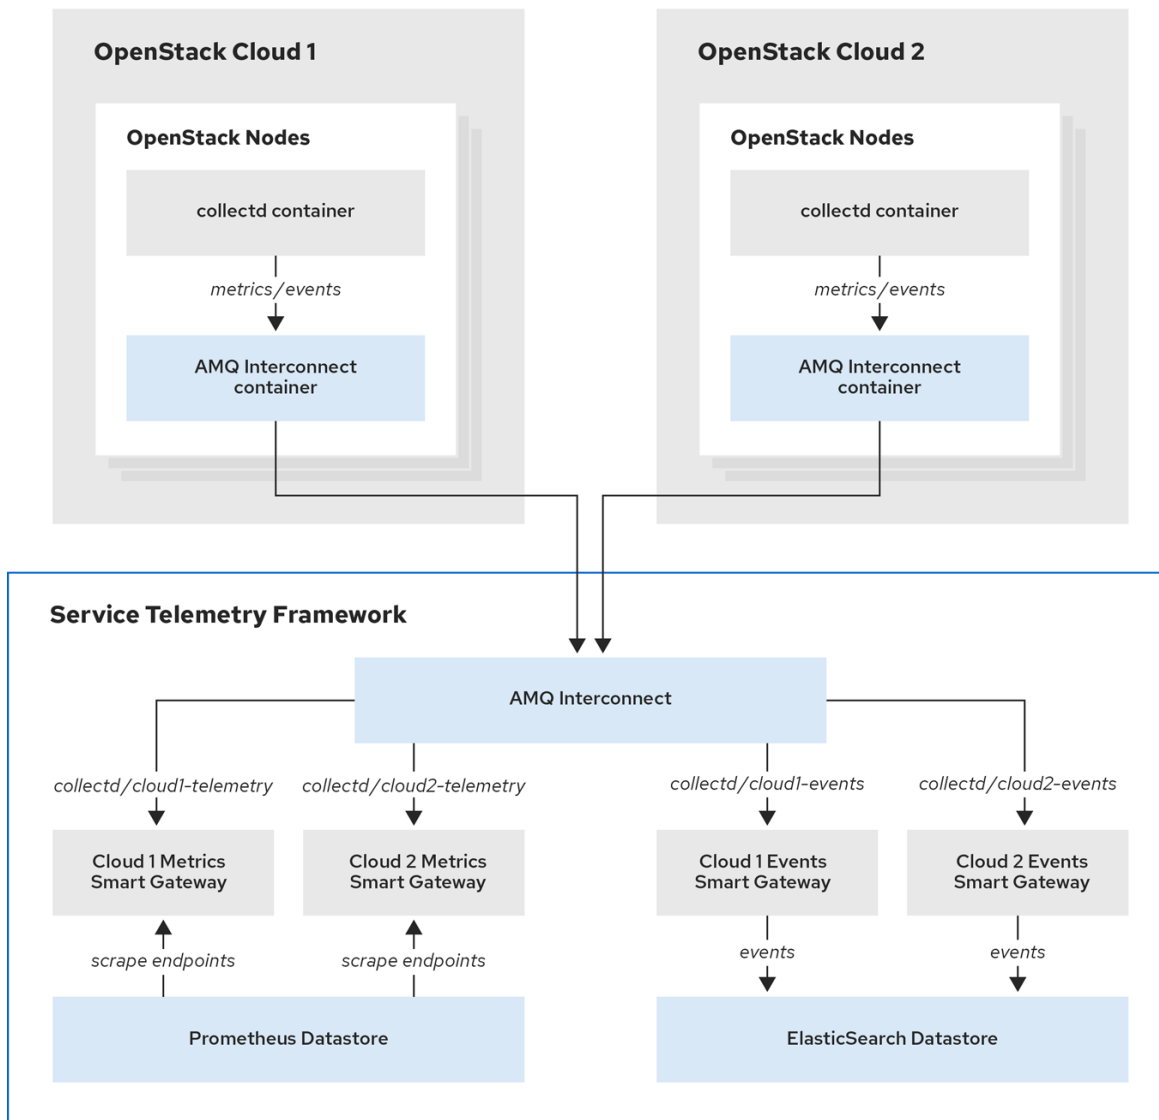 OpenStack Cloud 1
OpenStack Nodes
collectd container
metrics/events
AMQ Interconnect
container
OpenStack Cloud 2
OpenStack Nodes
collectd container
metrics/events
AMQ Interconnect
container
Service Telemetry Framework
AMQ Interconnect
collectd/cloud1-telemetry
collectd/cloud2-telemetry
collectd/cloud1-events
collectd/cloud2-events
Cloud 1 Metrics
Smart Gateway
Cloud 2 Metrics
Smart Gateway
Cloud 1 Events
Smart Gateway
Cloud 2 Events
Smart Gateway
scrape endpoints
scrape endpoints
events
events
Prometheus Datastore
ElasticSearch Datastore